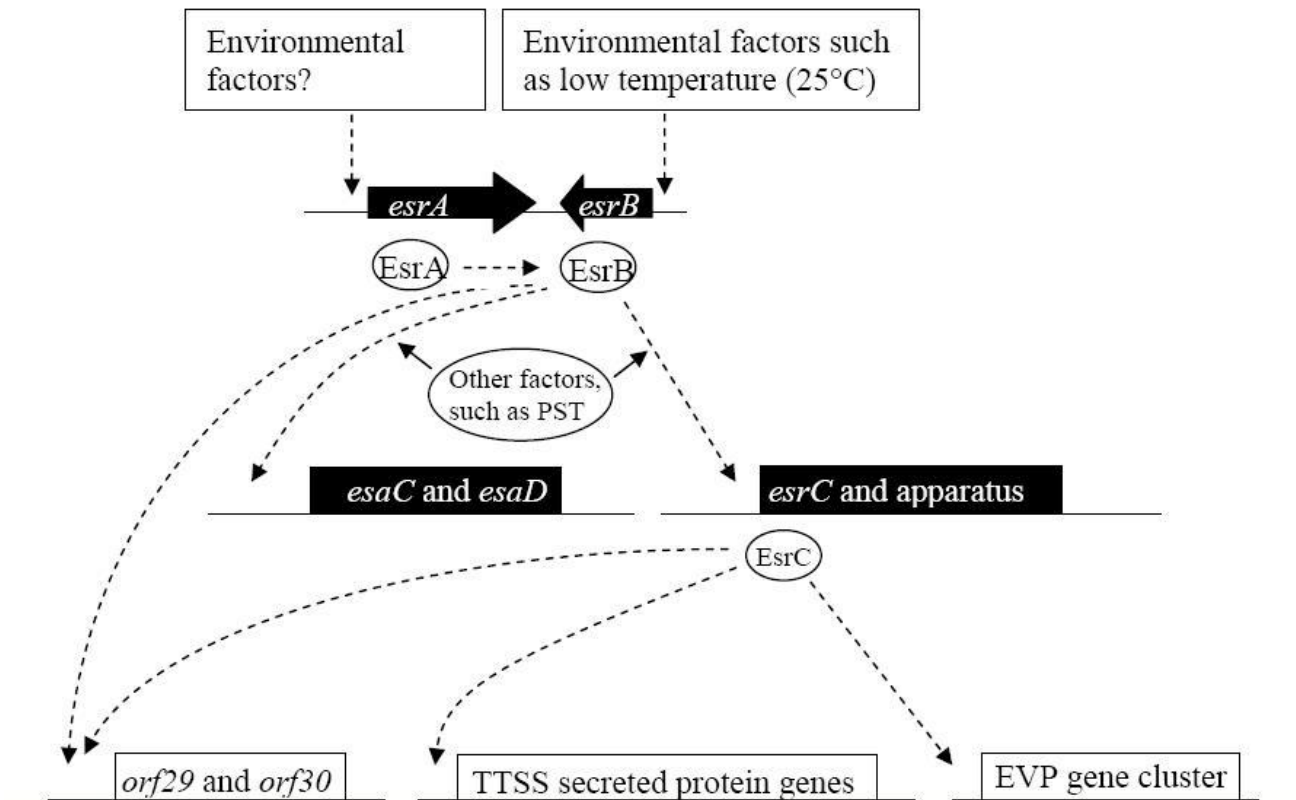 Environmental
factors?
Environmental factors such
as low temperature (25°C)
esrA
esrB
EsrA
EsrB
Other factors,
such as PST
esaC and esaD
esrC and apparatus
EsrC
orf29 and orf30
TTSS secreted protein genes
EVP gene cluster